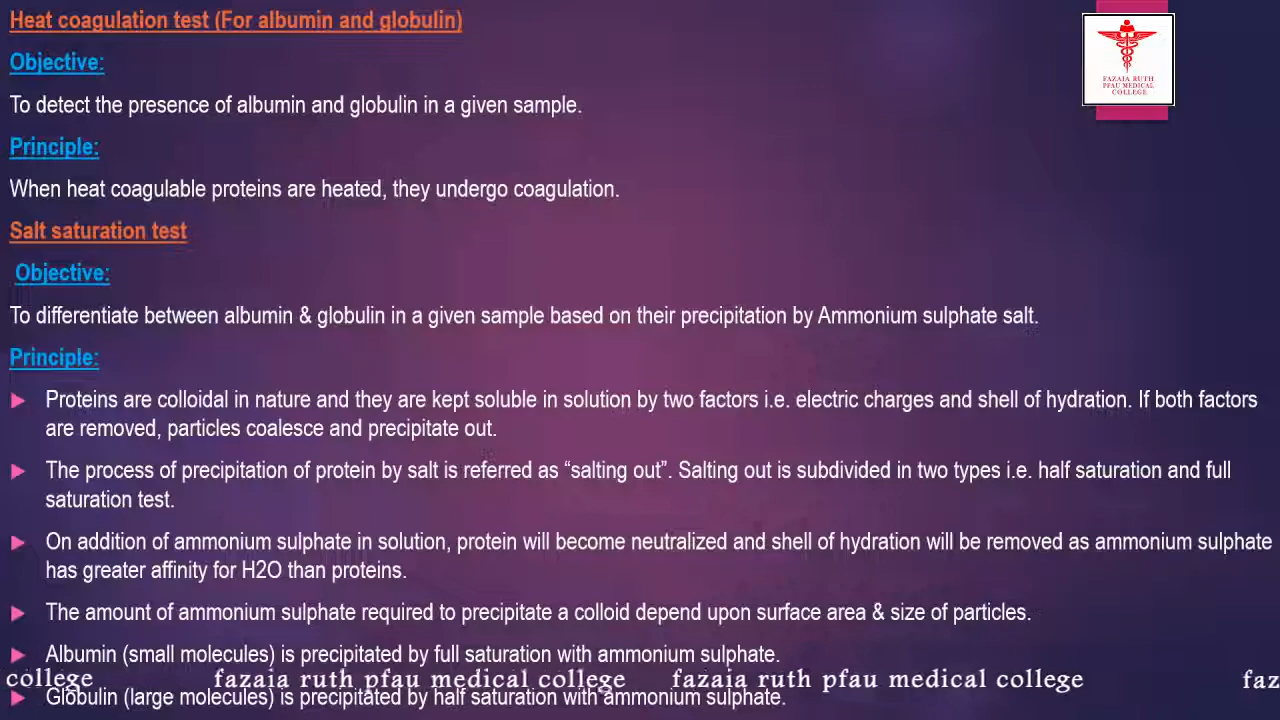 Heat coagulation test (For albumin and globulin)
FAZAIA RUTH
PFAU MEDICAL
COLLEGE
Objective:
To detect the presence of albumin and globulin in a given sample.
Principle:
When heat coagulable proteins are heated, they undergo coagulation.
Salt saturation test
Objective:
To differentiate between albumin & globulin in a given sample based on their precipitation by Ammonium sulphate salt.
Principle:
Proteins are colloidal in nature and they are kept soluble in solution by two factors i.e. electric charges and shell of hydration. If both factors
are removed, particles coalesce and precipitate out.
The process of precipitation of protein by salt is referred as “salting out”. Salting out is subdivided in two types i.e. half saturation and full
saturation test.
On addition of ammonium sulphate in solution, protein will become neutralized and shell of hydration will be removed as ammonium sulphate
has greater affinity for H2O than proteins.
The amount of ammonium sulphate required to precipitate a colloid depend upon surface area & size of particles.
Albumin (small molecules) is precipitated by full saturation with ammonium sulphate.
college fazaia ruth pfau medical college fazaia ruth pfau medical college faz
Globulin (large molecules) is precipitated by half saturation with ammonium sulphate.